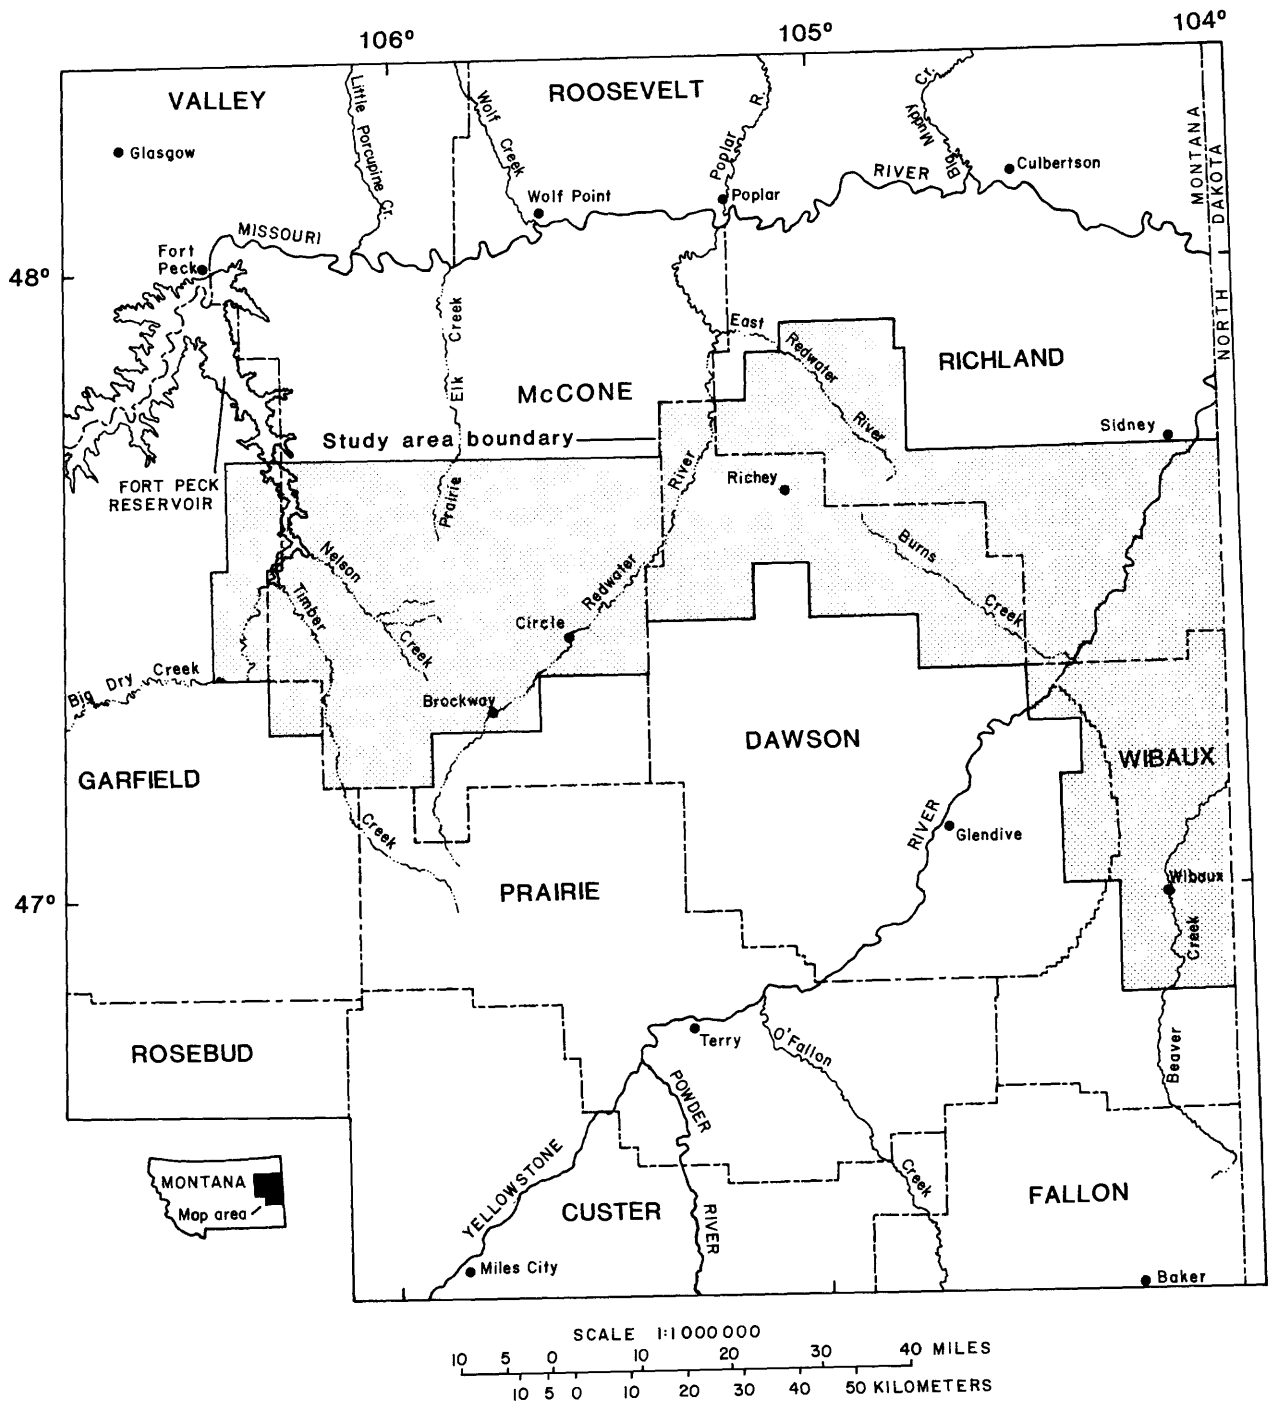 106°
105°
104°
VALLEY
ROOSEVELT
Little Porcupine Cr.
Wolf Creek
Poplar R.
Big Muddy Cr.
MONTANA
NORTH DAKOTA
Glasgow
Culbertson
RIVER
Wolf Point
Poplar
MISSOURI
Fort
Peck
48°
Prairie Elk Creek
East Redwater River
RICHLAND
McCONE
Study area boundary
Sidney
FORT PECK
RESERVOIR
Richey
Redwater River
Nelson Creek
Burns Creek
Timber Creek
Circle
Big Dry Creek
Brockway
DAWSON
WIBAUX
GARFIELD
RIVER
Glendive
Wibaux
47°
PRAIRIE
Beaver Creek
ROSEBUD
Terry
O'Fallon Creek
POWDER RIVER
YELLOWSTONE
MONTANA
Map area
CUSTER
FALLON
Miles City
Baker
SCALE 1:1000000
10 5 0 10 20 30 40 MILES
10 5 0 10 20 30 40 50 KILOMETERS